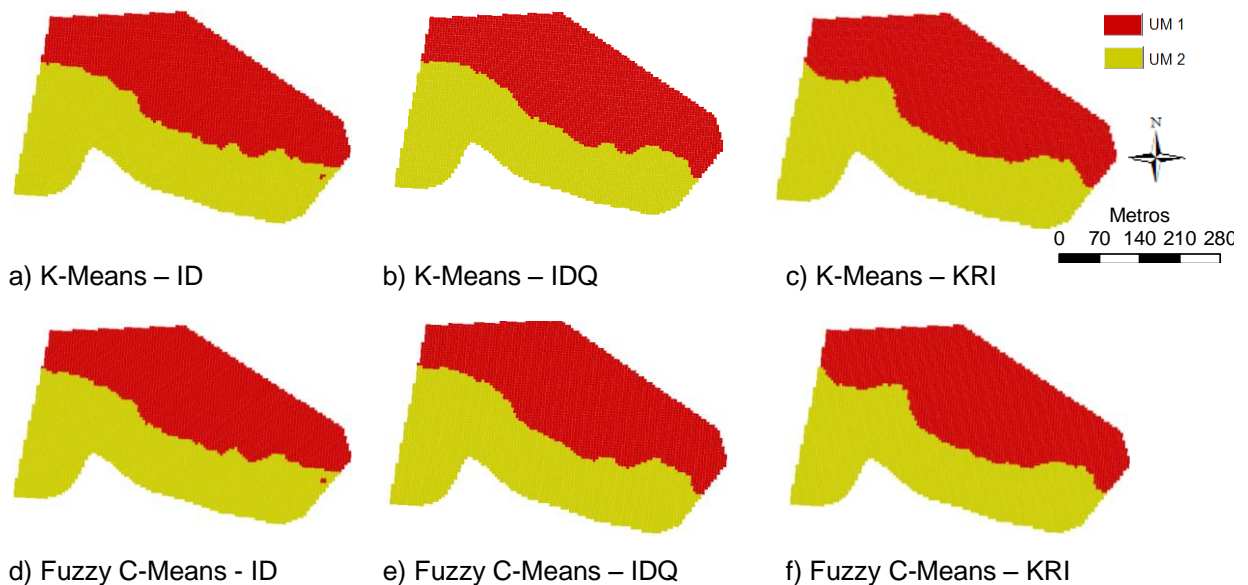 UM 1
UM 2
N
Metros
0 70 140 210 280
a) K-Means – ID
b) K-Means – IDQ
c) K-Means – KRI
d) Fuzzy C-Means - ID
e) Fuzzy C-Means – IDQ
f) Fuzzy C-Means – KRI